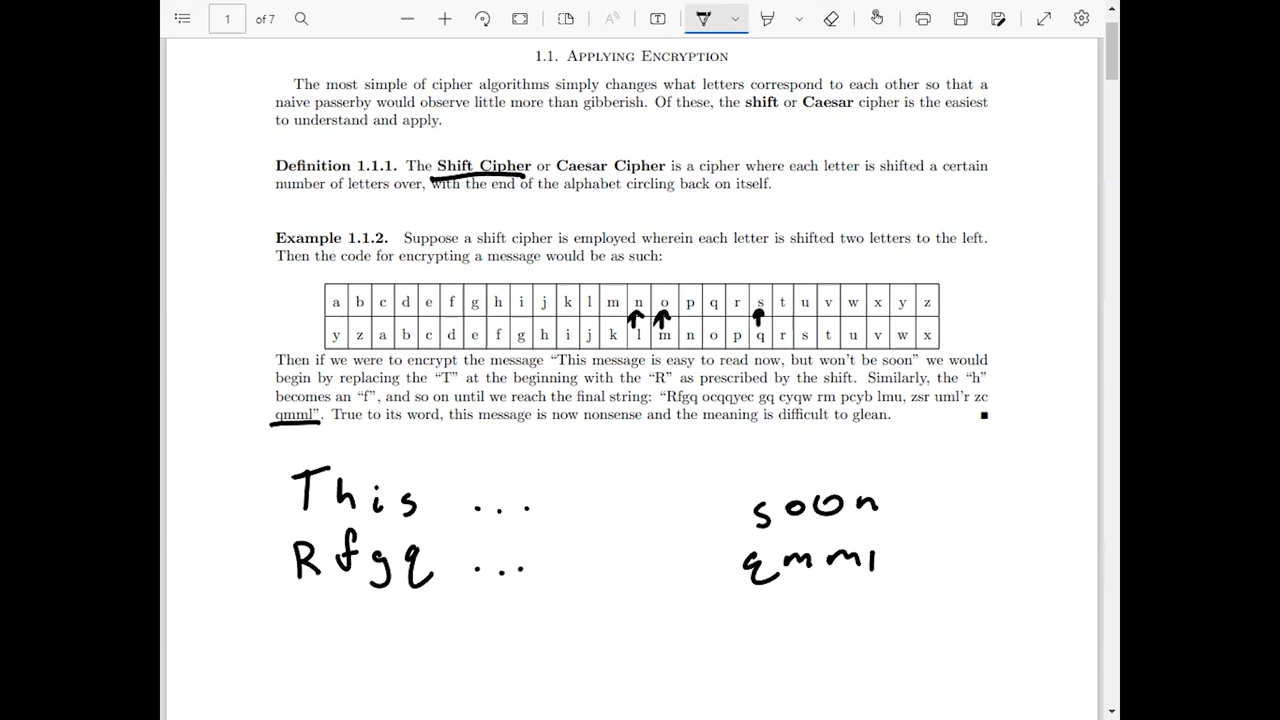 1 of 7
1.1. Applying Encryption
The most simple of cipher algorithms simply changes what letters correspond to each other so that a
naive passerby would observe little more than gibberish. Of these, the shift or Caesar cipher is the easiest
to understand and apply.
Definition 1.1.1. The Shift Cipher or Caesar Cipher is a cipher where each letter is shifted a certain
number of letters over, with the end of the alphabet circling back on itself.
Example 1.1.2. Suppose a shift cipher is employed wherein each letter is shifted two letters to the left.
Then the code for encrypting a message would be as such:
a b c d e f g h i j k l m n o p q r s t u v w x y z
y z a b c d e f g h i j k l m n o p q r s t u v w x
Then if we were to encrypt the message “This message is easy to read now, but won’t be soon” we would
begin by replacing the “T” at the beginning with the “R” as prescribed by the shift. Similarly, the “h”
becomes an “f”, and so on until we reach the final string: “Rfgq ocqqyec gq cyqw rm pcyb lmu, zsr uml’r zc
qmml”. True to its word, this message is now nonsense and the meaning is difficult to glean.
This ... soon
Rfgq ... qmml